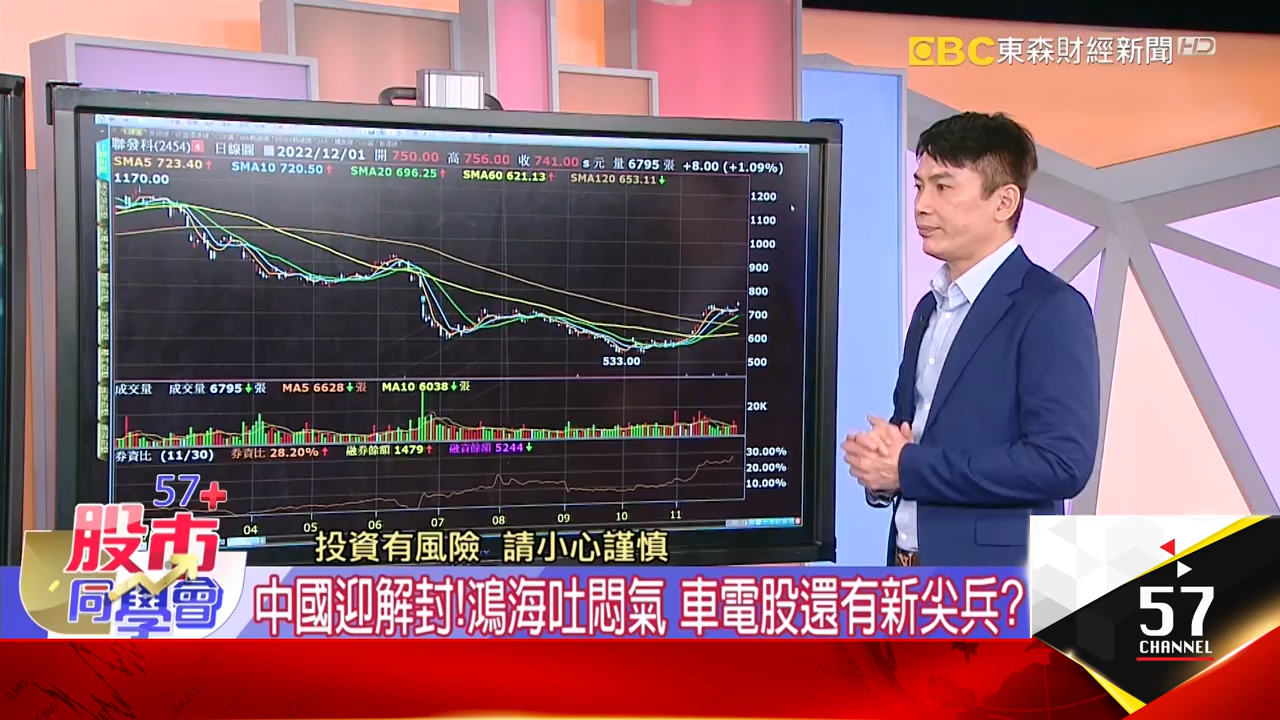 EBC 東森財經新聞 HD
聯發科(2454) 4 日線圖 2022/12/01 開 750.00 高 756.00 收 741.00 s 元 量 6795 張 +8.00 (+1.09%)
SMA5 723.40↑ SMA10 720.50↑ SMA20 696.25↑ SMA60 621.13↑ SMA120 653.11↓
1170.00
1200
1100
1000
900
800
700
600
500
533.00
成交量 成交量 6795↓張 MA5 6628↓張 MA10 6038↓張
20K
券資比 (11/30) 券資比 28.20%↑ 融券餘額 1479↑ 融資餘額 5244↓
30.00%
20.00%
10.00%
04 05 06 07 08 09 10 11
57+
股市
同學會
投資有風險 請小心謹慎
中國迎解封!鴻海吐悶氣 車電股還有新尖兵?
57
CHANNEL